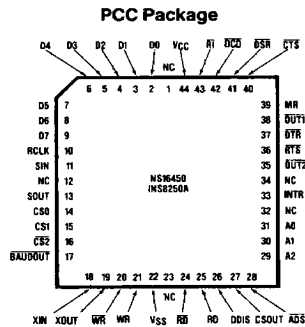 PCC Package
D4 D3 D2 D1 D0 NC VCC RI DCD DSR CTS
6 5 4 3 2 1 44 43 42 41 40
D5 7
D6 8
D7 9
RCLK 10
SIN 11
NC 12
SOUT 13
CS0 14
CS1 15
CS2 16
BAUDOUT 17
NS16450
INS8250A
39 MR
38 OUT1
37 DTR
36 RTS
35 OUT2
34 NC
33 INTR
32 NC
31 A0
30 A1
29 A2
18 19 20 21 22 23 24 25 26 27 28
XIN XOUT WR WR VSS NC RD RD DDIS CSOUT ADS